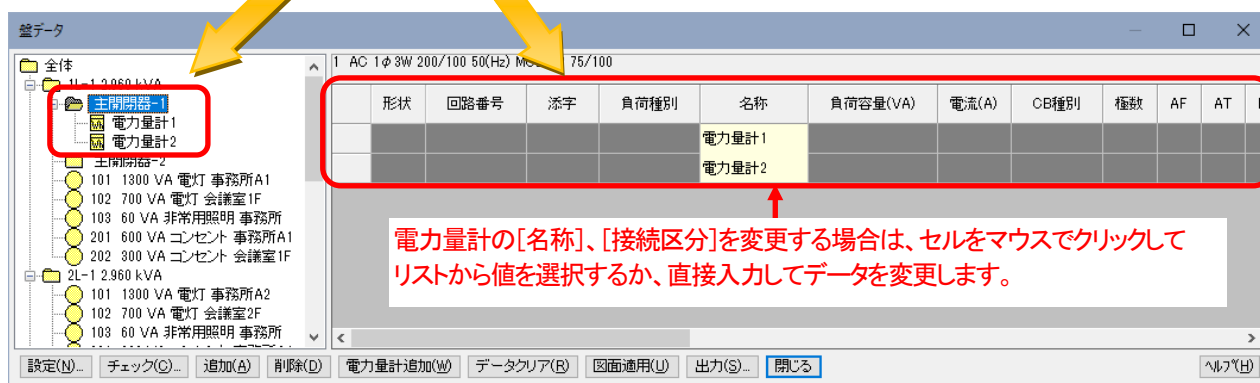 盤データ
全体
1L-1 2.960 kVA
主開閉器-1
電力量計1
電力量計2
主開閉器-2
101 1300 VA 電灯 事務所A1
102 700 VA 電灯 会議室1F
103 60 VA 非常用照明 事務所
201 600 VA コンセント 事務所A1
202 300 VA コンセント 会議室1F
2L-1 2.960 kVA
101 1300 VA 電灯 事務所A2
102 700 VA 電灯 会議室2F
103 60 VA 非常用照明 事務所
1 AC 1φ3W 200/100 50(Hz) 75/100
形状 回路番号 添字 負荷種別 名称 負荷容量(VA) 電流(A) CB種別 極数 AF AT
電力量計1
電力量計2
電力量計の[名称]、[接続区分]を変更する場合は、セルをマウスでクリックして
リストから値を選択するか、直接入力してデータを変更します。
設定(N)... チェック(C)... 追加(A) 削除(D) 電力量計追加(W) データクリア(R) 図面適用(U) 出力(S)... 閉じる ヘルプ(H)